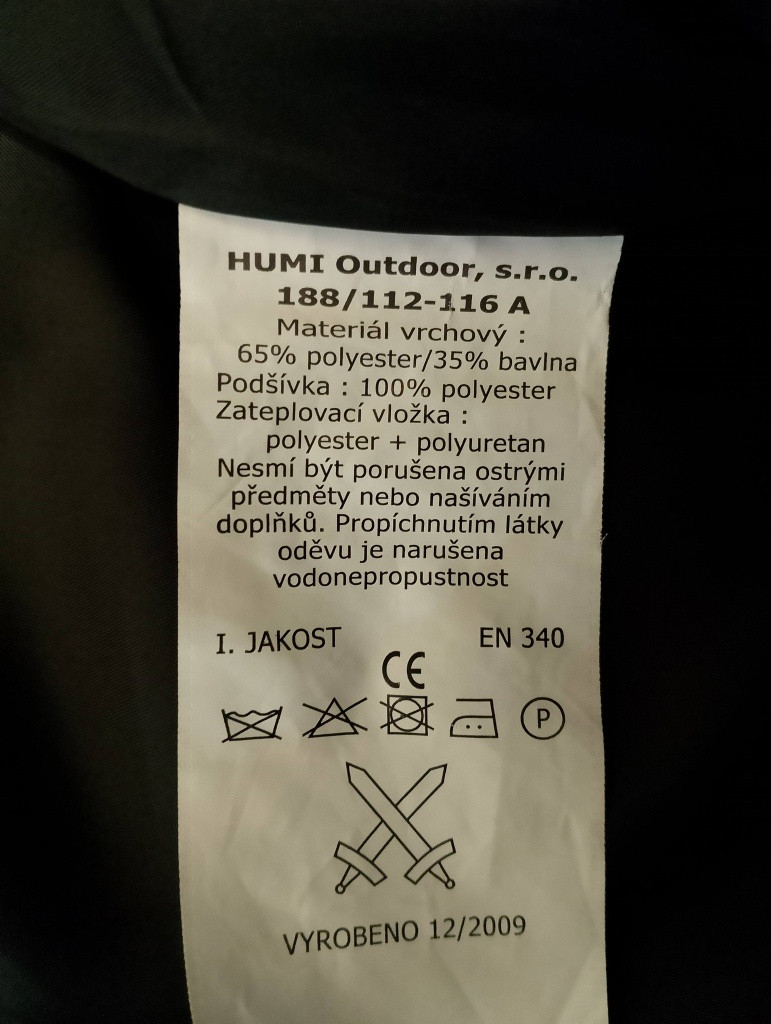 HUMI Outdoor, s.r.o.
188/112-116 A
Materiál vrchový :
65% polyester/35% bavlna
Podšívka : 100% polyester
Zateplovací vložka :
polyester + polyuretan
Nesmí být porušena ostrými
předměty nebo našíváním
doplňků. Propíchnutím látky
oděvu je narušena
vodonepropustnost
I. JAKOST EN 340
CE
P
VYROBENO 12/2009